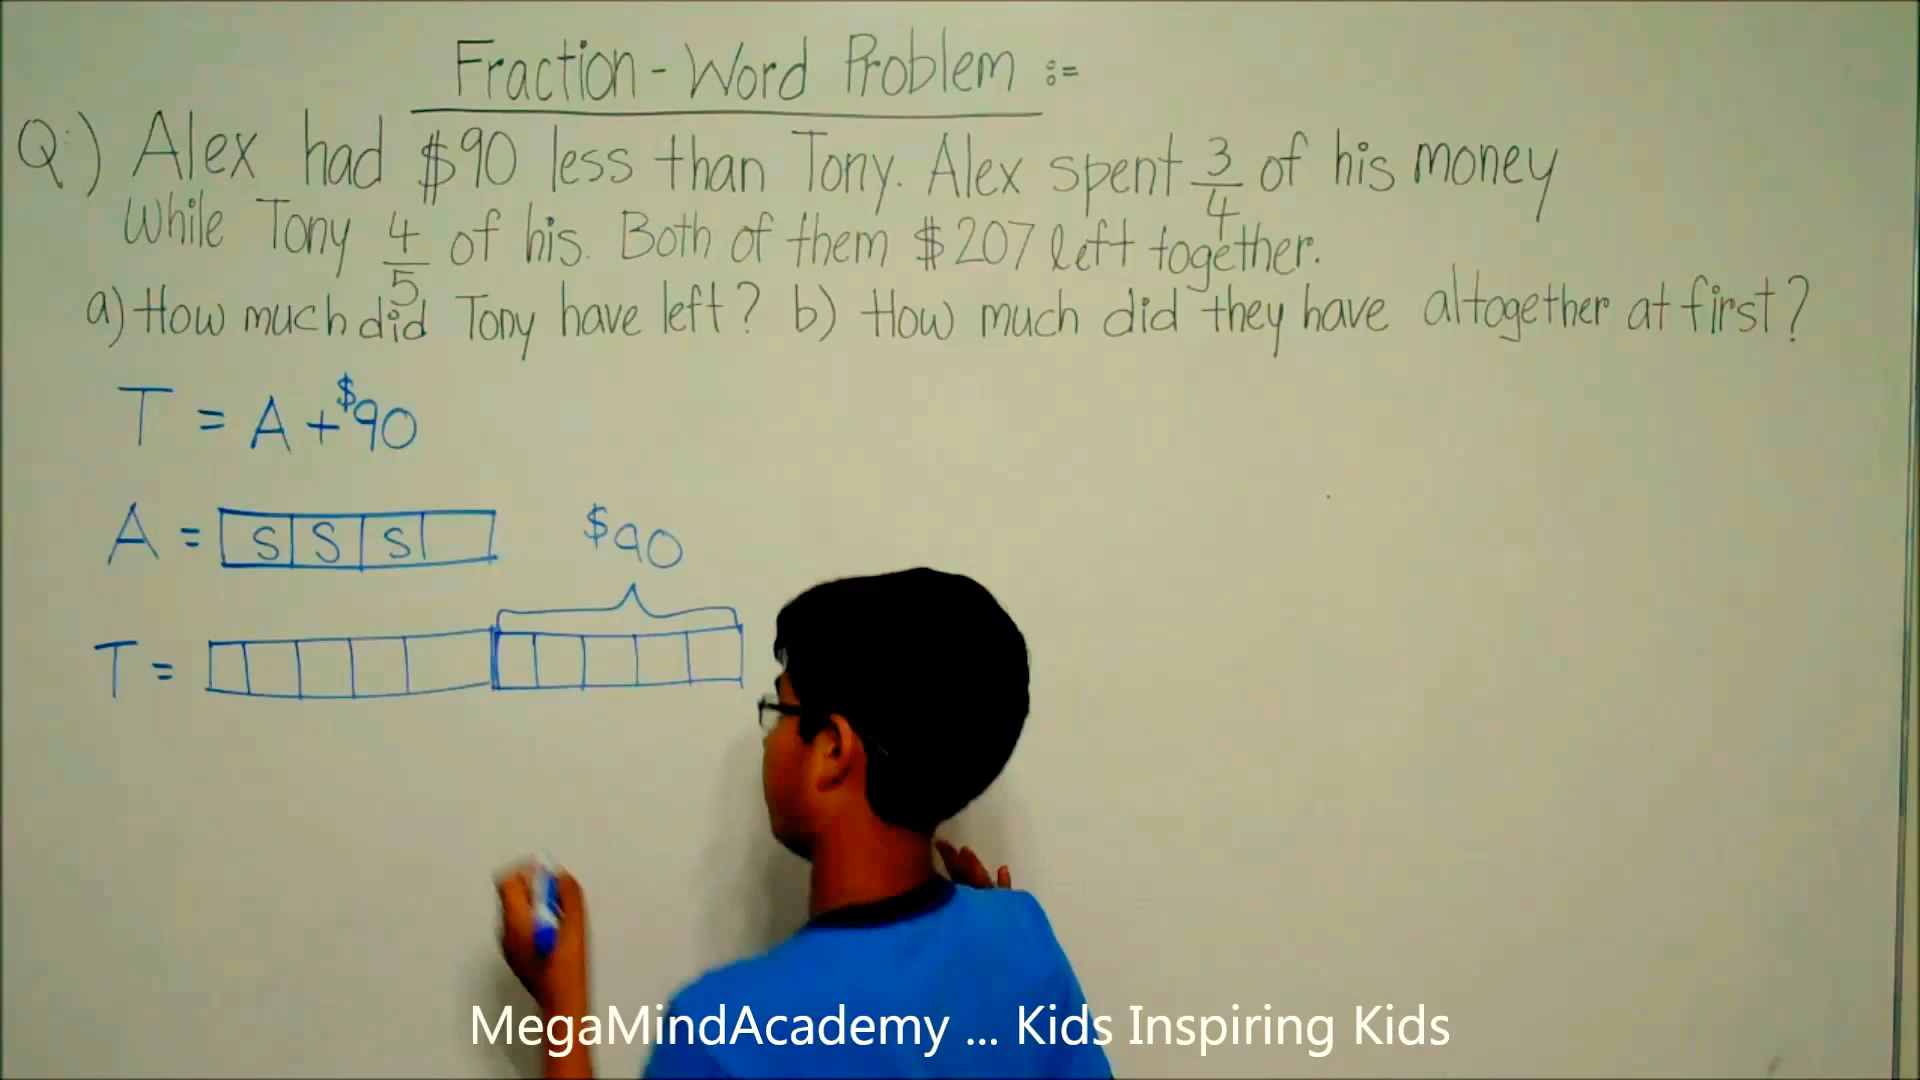 Fraction - Word Problem :=
Q.) Alex had $90 less than Tony. Alex spent 3/4 of his money
While Tony 4/5 of his. Both of them $207 left together.
a) How much did Tony have left? b) How much did they have altogether at first?
T = A + $90
A = S S S
$90
T =
MegaMindAcademy ... Kids Inspiring Kids